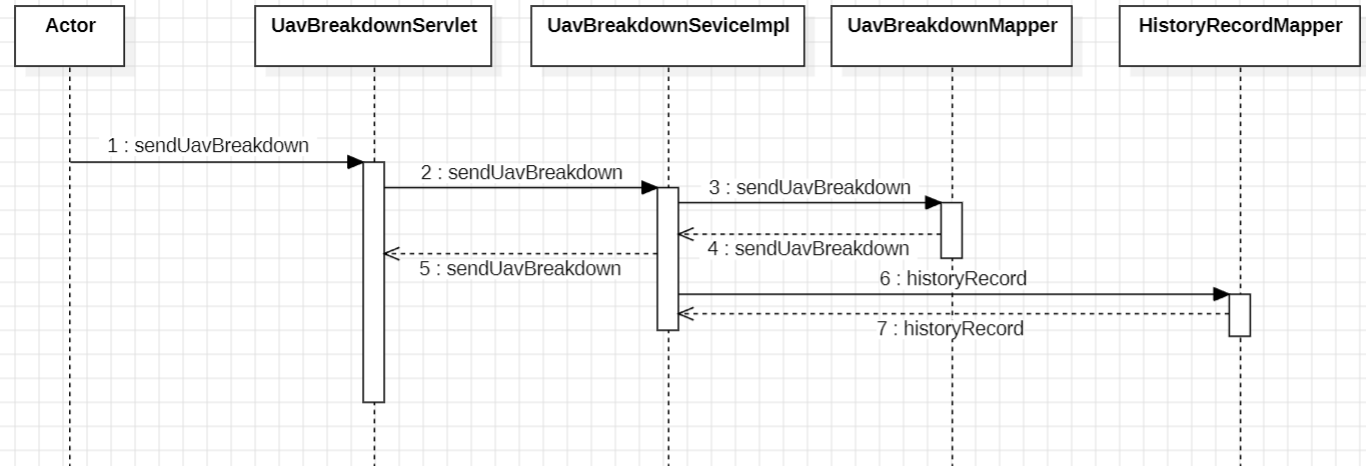 Actor
UavBreakdownServlet
UavBreakdownSeviceImpl
UavBreakdownMapper
HistoryRecordMapper
1 : sendUavBreakdown
2 : sendUavBreakdown
3 : sendUavBreakdown
4 : sendUavBreakdown
5 : sendUavBreakdown
6 : historyRecord
7 : historyRecord